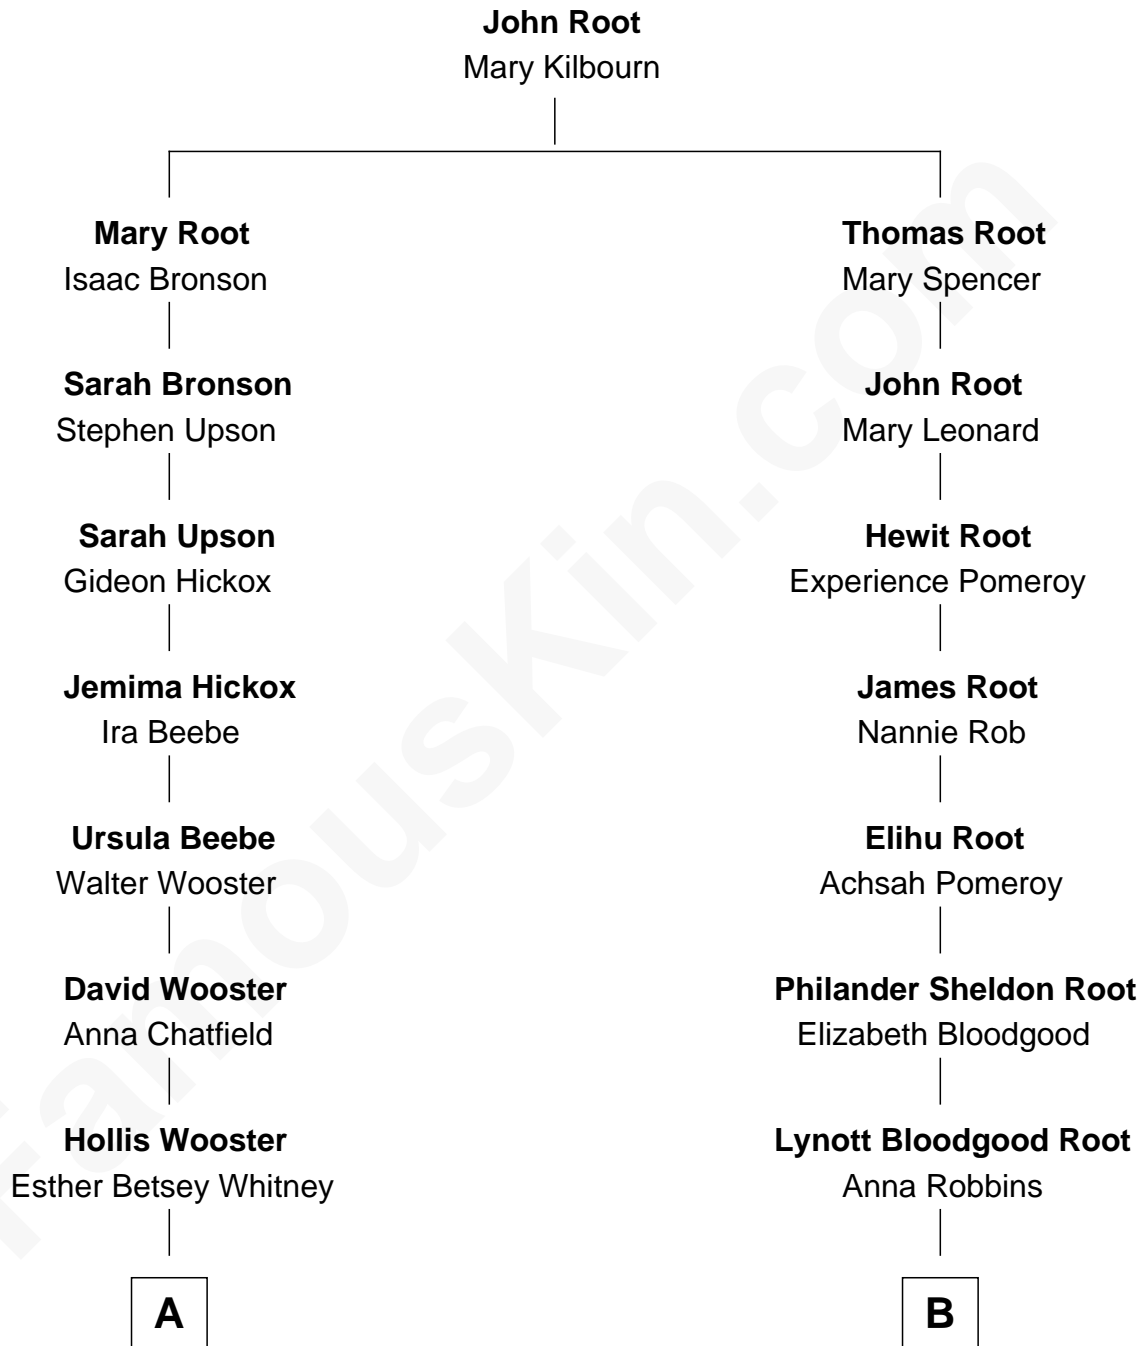 John Root
Mary Kilbourn
Mary Root
Isaac Bronson
Thomas Root
Mary Spencer
Sarah Bronson
Stephen Upson
John Root
Mary Leonard
Sarah Upson
Gideon Hickox
Hewit Root
Experience Pomeroy
Jemima Hickox
Ira Beebe
James Root
Nannie Rob
Ursula Beebe
Walter Wooster
Elihu Root
Achsah Pomeroy
David Wooster
Anna Chatfield
Philander Sheldon Root
Elizabeth Bloodgood
Hollis Wooster
Esther Betsey Whitney
Lynott Bloodgood Root
Anna Robbins
A
B
FamousKin.com